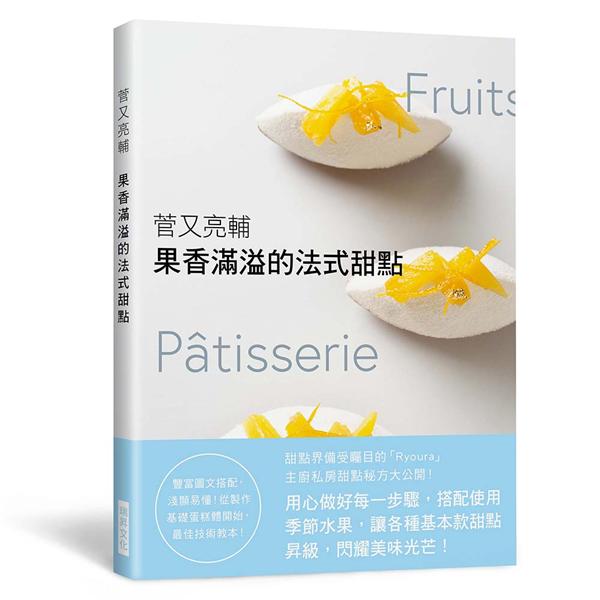 菅又亮輔 果香滿溢的法式甜點
瑞昇文化
Fruits
菅又亮輔
果香滿溢的法式甜點
Pâtisserie
豐富圖文搭配，
淺顯易懂！從製作
基礎蛋糕體開始，
最佳技術教本！
甜點界備受矚目的「Ryoura」
主廚私房甜點秘方大公開！
用心做好每一步驟，搭配使用
季節水果，讓各種基本款甜點
昇級，閃耀美味光芒！